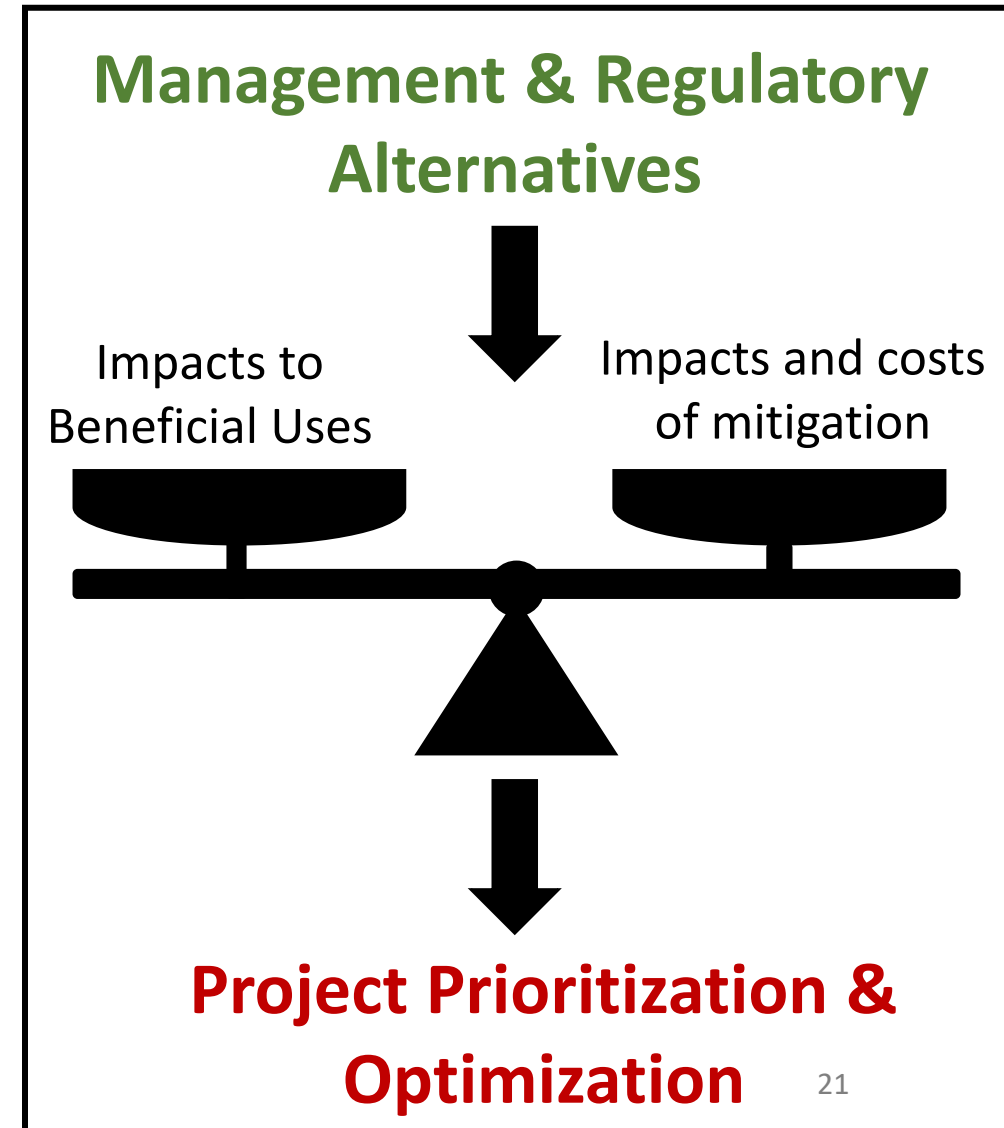 Management & Regulatory
Alternatives
Impacts to
Beneficial Uses
Impacts and costs
of mitigation
Project Prioritization &
Optimization
21